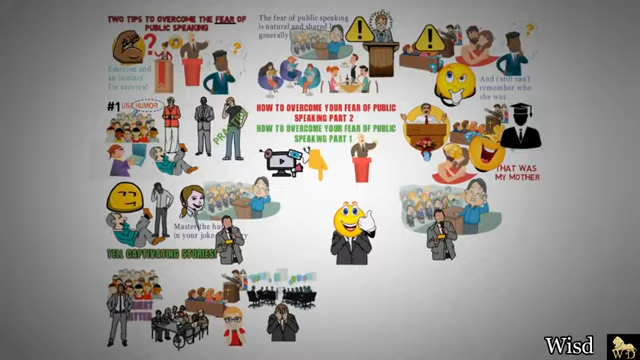 TWO TIPS TO OVERCOME THE FEAR OF
PUBLIC SPEAKING
Emotion and
an instinct
for survival
The fear of public speaking
is natural and shared by
generally
And i still can't
remember who
she was
#1 USE HUMOR
HOW TO OVERCOME YOUR FEAR OF PUBLIC
SPEAKING PART 2
HOW TO OVERCOME YOUR FEAR OF PUBLIC
SPEAKING PART 1
THAT WAS
MY MOTHER
Master the
in your
TELL CAPTIVATING STORIES!
Wisd